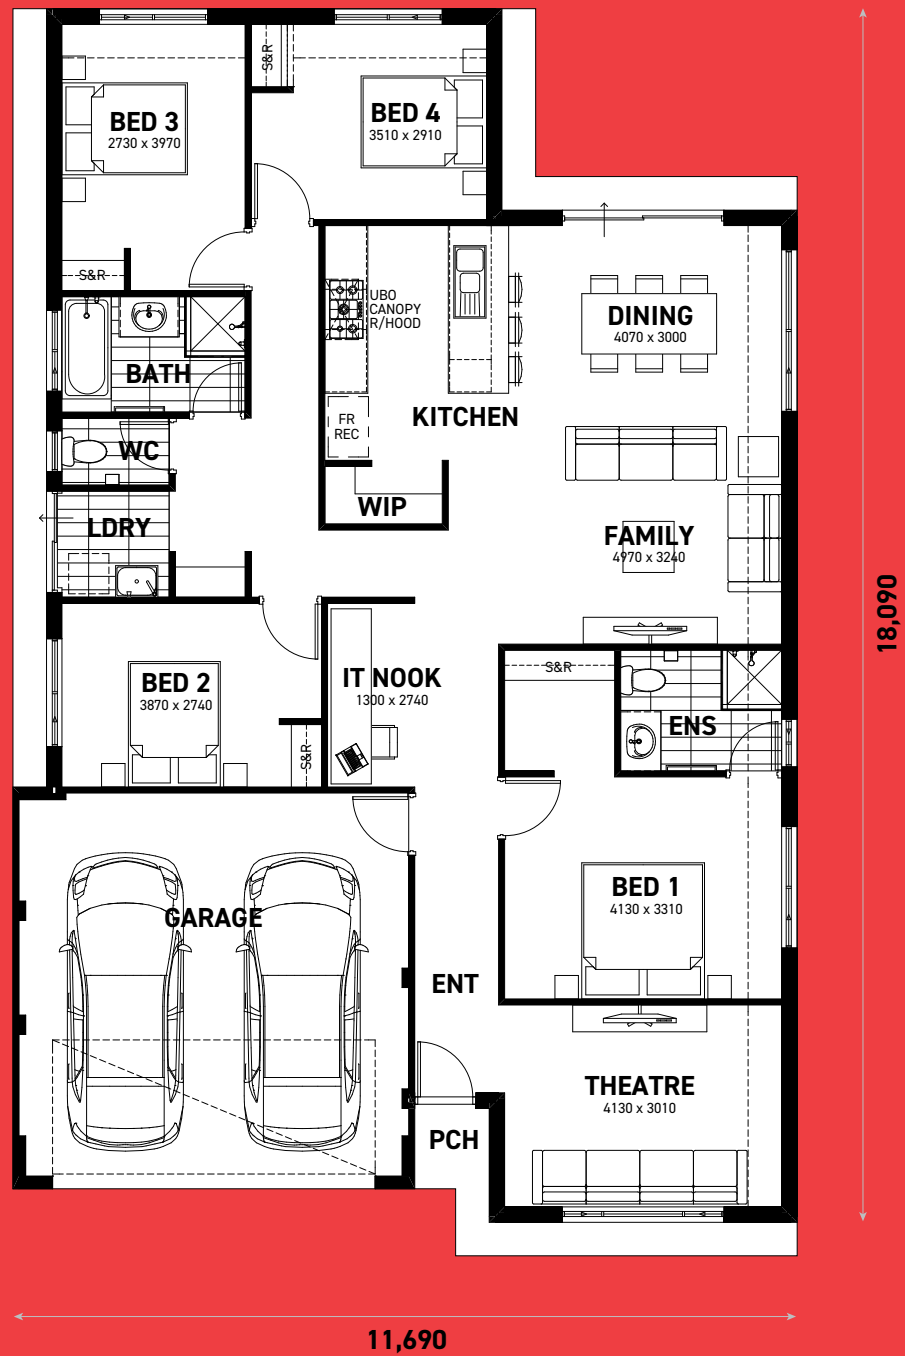 S&R
BED 3
2730 x 3970
BED 4
3510 x 2910
S&R
UBO
CANOPY
R/HOOD
DINING
4070 x 3000
BATH
KITCHEN
FR
REC
WC
WIP
LDRY
FAMILY
4970 x 3240
18,090
BED 2
3870 x 2740
IT NOOK
1300 x 2740
S&R
ENS
S&R
BED 1
4130 x 3310
GARAGE
ENT
THEATRE
4130 x 3010
PCH
11,690